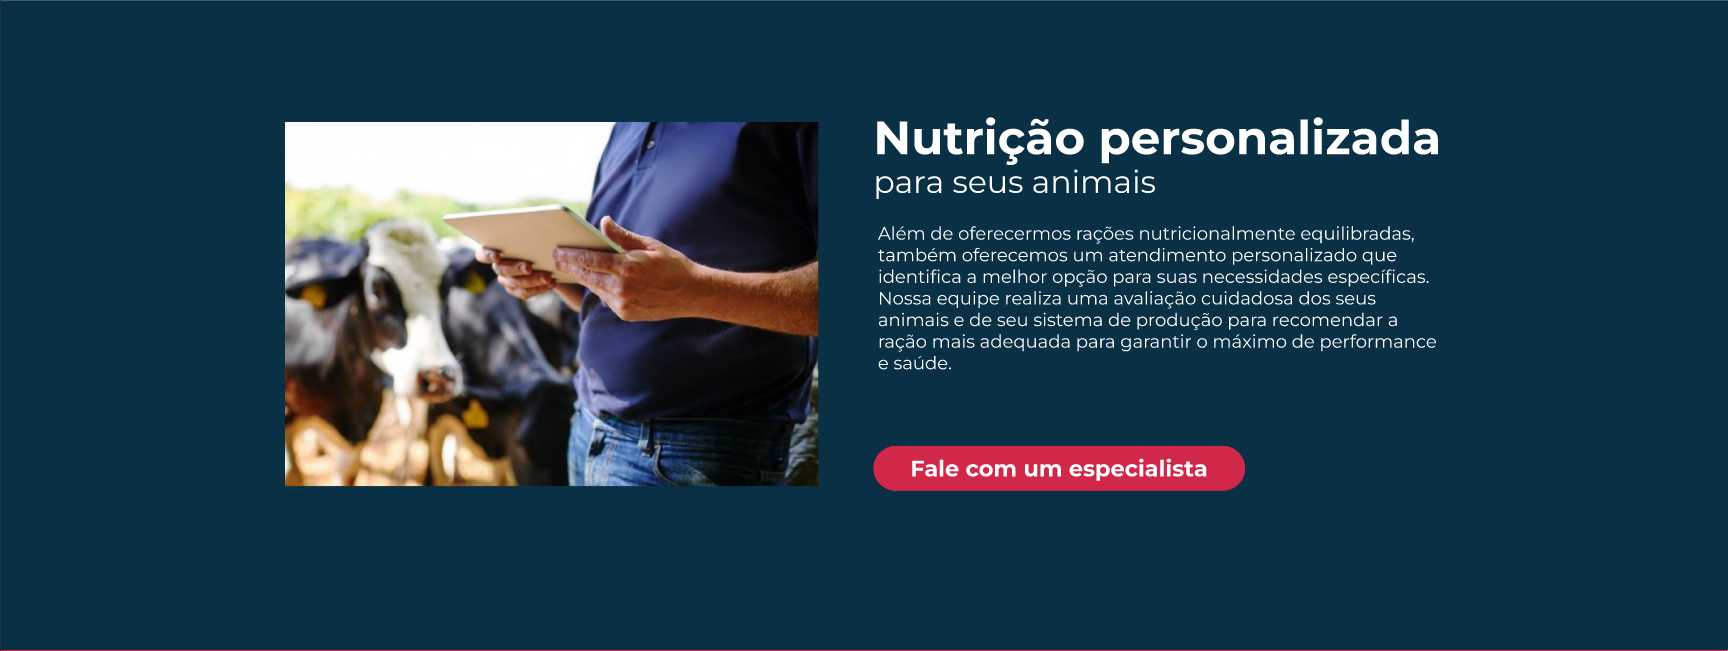 Nutrição personalizada
para seus animais
Além de oferecermos rações nutricionalmente equilibradas,
também oferecemos um atendimento personalizado que
identifica a melhor opção para suas necessidades específicas.
Nossa equipe realiza uma avaliação cuidadosa dos seus
animais e de seu sistema de produção para recomendar a
ração mais adequada para garantir o máximo de performance
e saúde.
Fale com um especialista